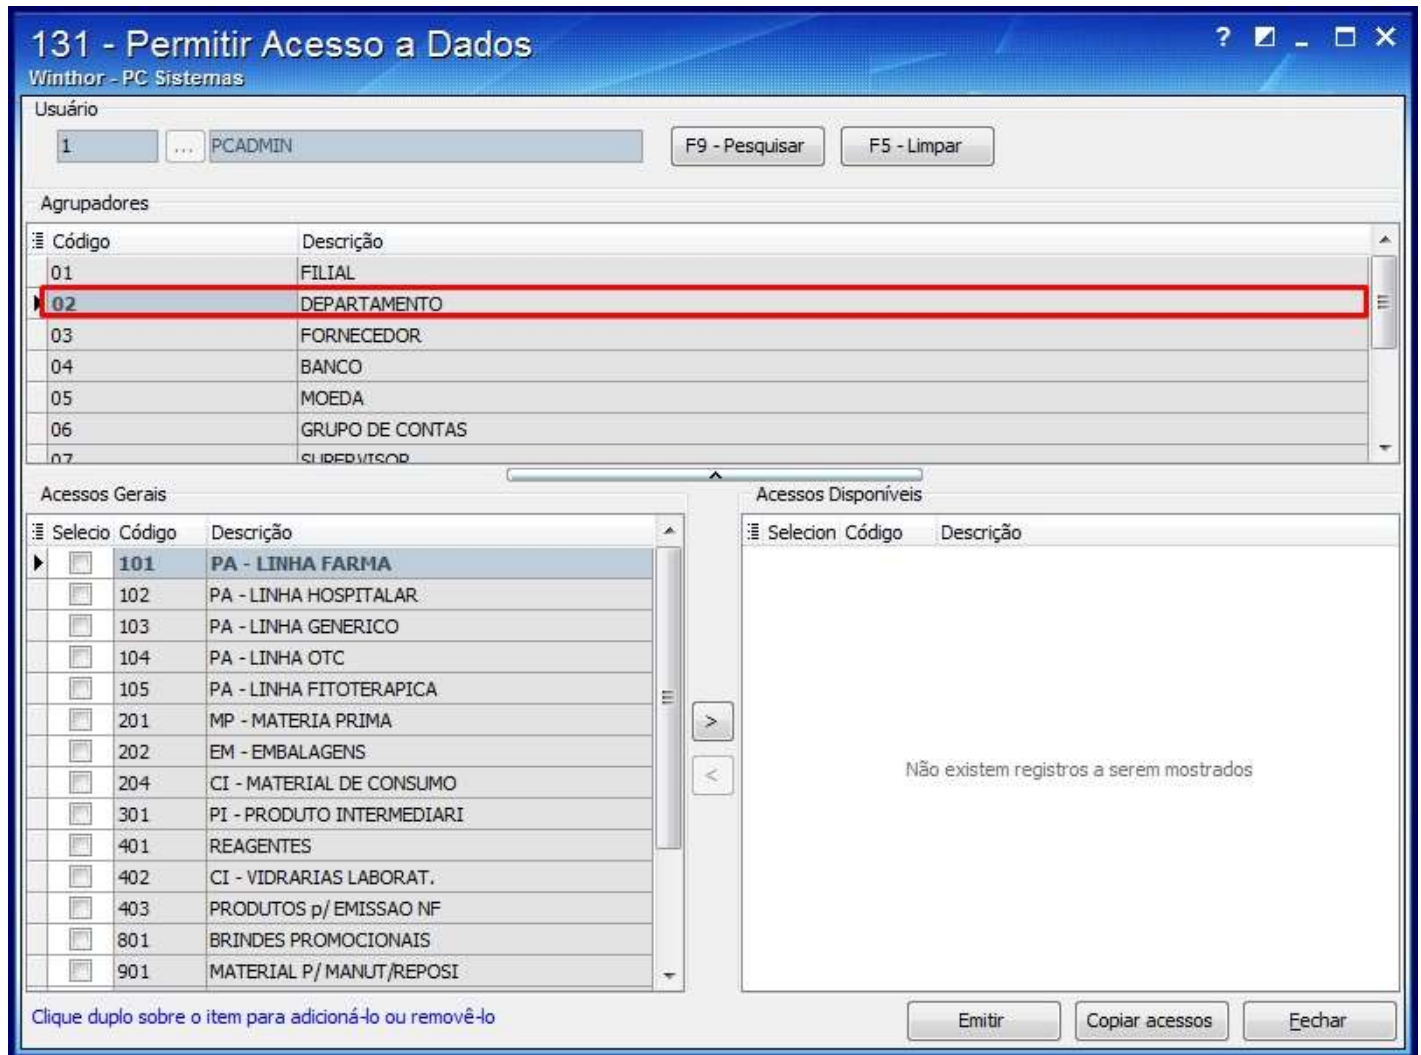 131 - Permitir Acesso a Dados
Winthor - PC Sistemas
Usuário
1 ... PCADMIN F9 - Pesquisar F5 - Limpar
Agrupadores
Código Descrição
01 FILIAL
02 DEPARTAMENTO
03 FORNECEDOR
04 BANCO
05 MOEDA
06 GRUPO DE CONTAS
07 SUPERVISOR
Acessos Gerais
Selecio Código Descrição
101 PA - LINHA FARMA
102 PA - LINHA HOSPITALAR
103 PA - LINHA GENERICO
104 PA - LINHA OTC
105 PA - LINHA FITOTERAPICA
201 MP - MATERIA PRIMA
202 EM - EMBALAGENS
204 CI - MATERIAL DE CONSUMO
301 PI - PRODUTO INTERMEDIARI
401 REAGENTES
402 CI - VIDRARIAS LABORAT.
403 PRODUTOS p/ EMISSAO NF
801 BRINDES PROMOCIONAIS
901 MATERIAL P/ MANUT/REPOSI
>
<
Acessos Disponíveis
Selecion Código Descrição
Não existem registros a serem mostrados
Clique duplo sobre o item para adicioná-lo ou removê-lo
Emitir Copiar acessos Fechar